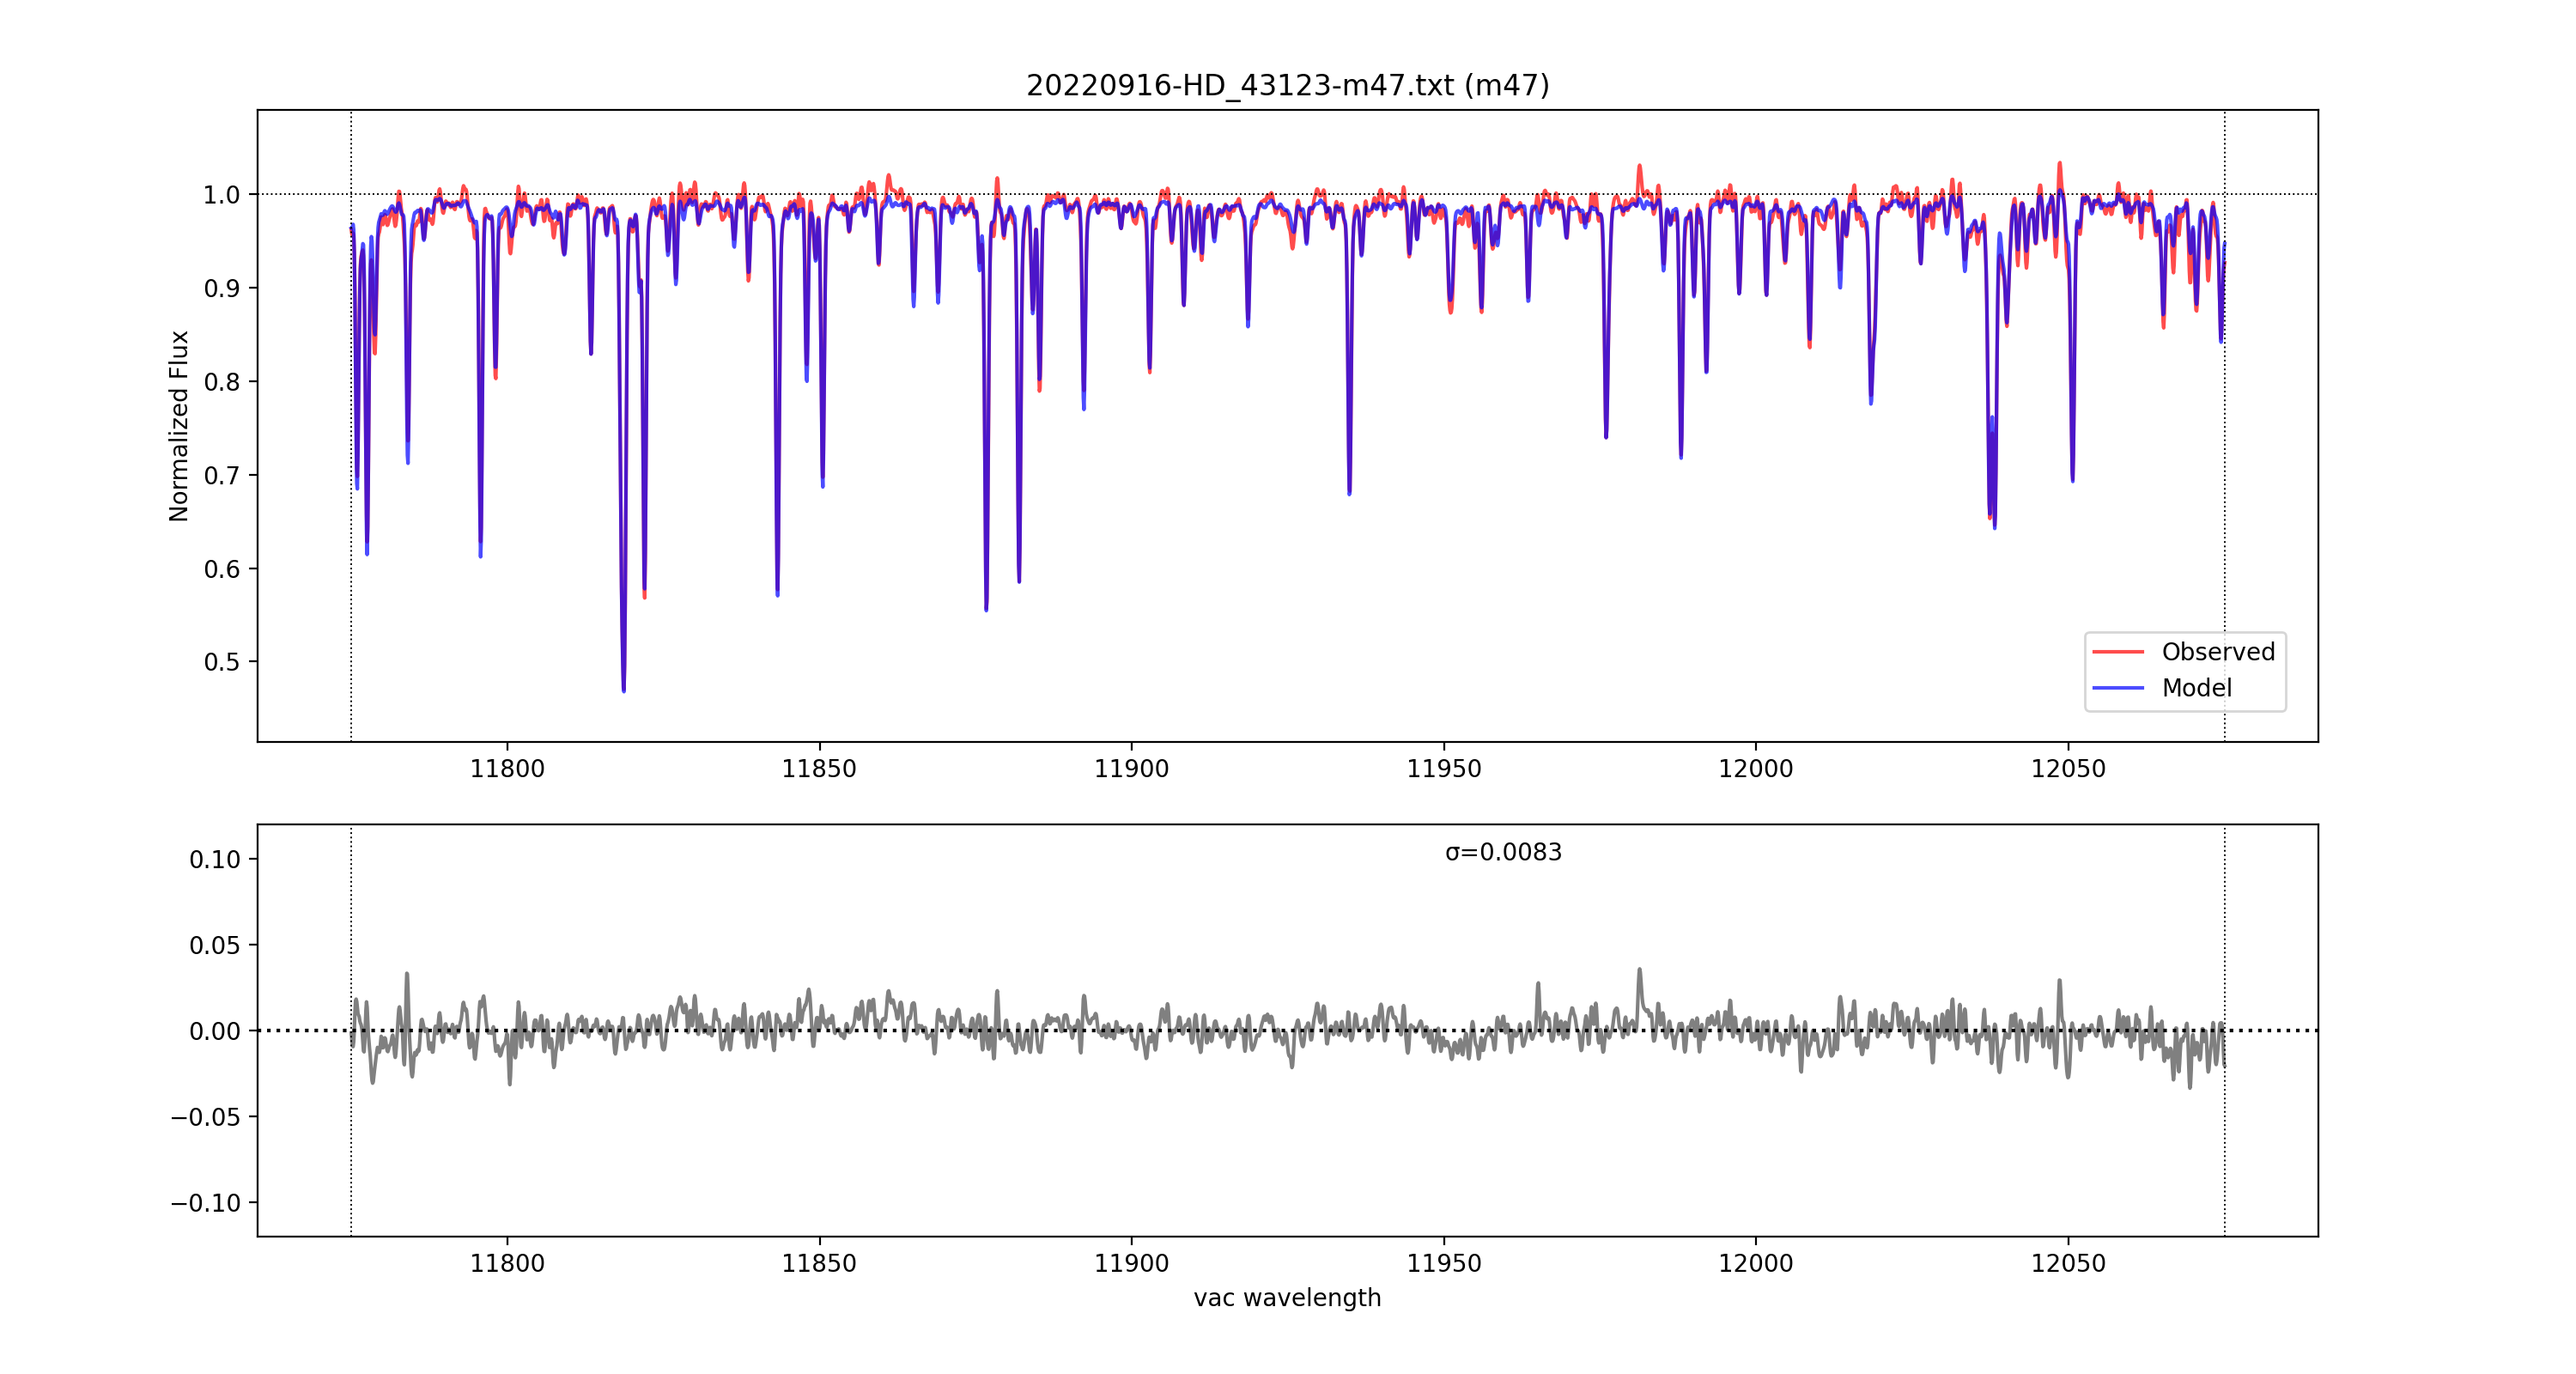 20220916-HD_43123-m47.txt (m47)
Normalized Flux
1.0
0.9
0.8
0.7
0.6
0.5
Observed
Model
11800 11850 11900 11950 12000 12050
σ=0.0083
0.10
0.05
0.00
−0.05
−0.10
11800 11850 11900 11950 12000 12050
vac wavelength